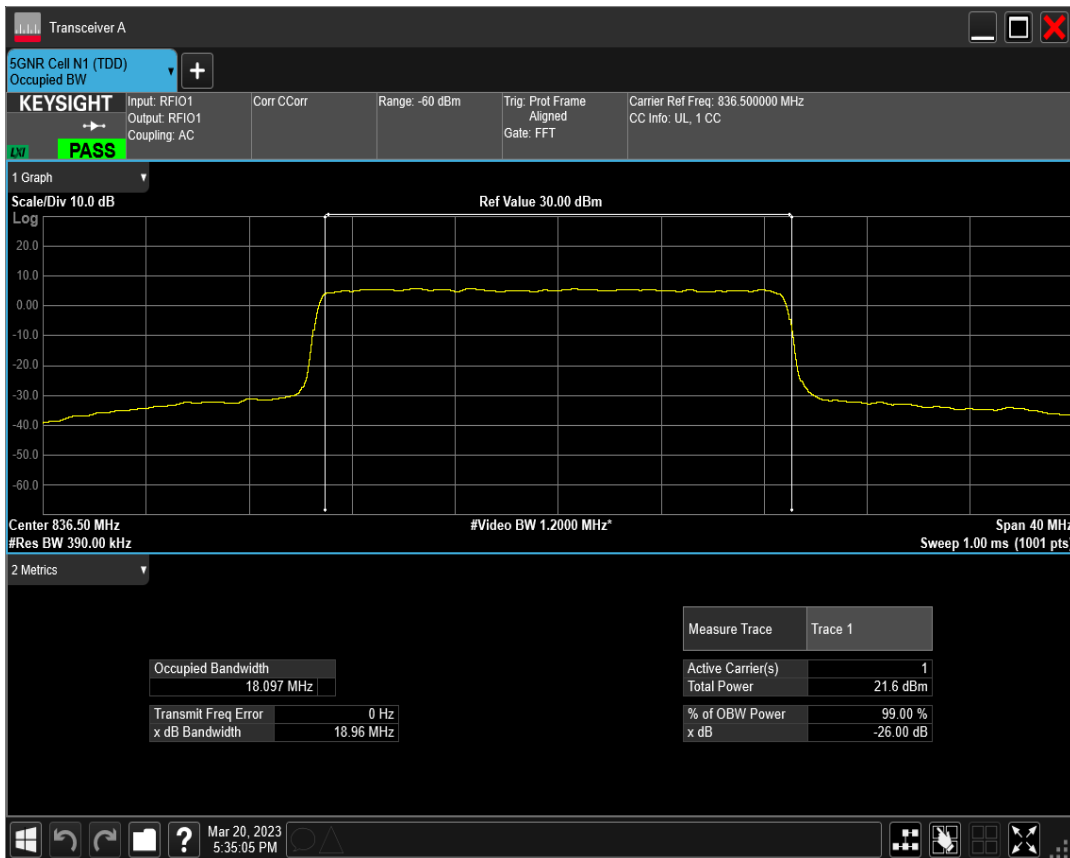 Transceiver A
5GNR Cell N1 (TDD)
Occupied BW
KEYSIGHT
LXI
PASS
Input: RFIO1
Output: RFIO1
Coupling: AC
Corr CCorr
Range: -60 dBm
Trig: Prot Frame
Aligned
Gate: FFT
Carrier Ref Freq: 836.500000 MHz
CC Info: UL, 1 CC
1 Graph
Scale/Div 10.0 dB
Ref Value 30.00 dBm
Log
20.0
10.0
0.00
-10.0
-20.0
-30.0
-40.0
-50.0
-60.0
Center 836.50 MHz
#Video BW 1.2000 MHz*
Span 40 MHz
#Res BW 390.00 kHz
Sweep 1.00 ms (1001 pts)
2 Metrics
Measure Trace Trace 1
Occupied Bandwidth
18.097 MHz
Active Carrier(s) 1
Total Power 21.6 dBm
Transmit Freq Error 0 Hz
x dB Bandwidth 18.96 MHz
% of OBW Power 99.00 %
x dB -26.00 dB
?
Mar 20, 2023
5:35:05 PM